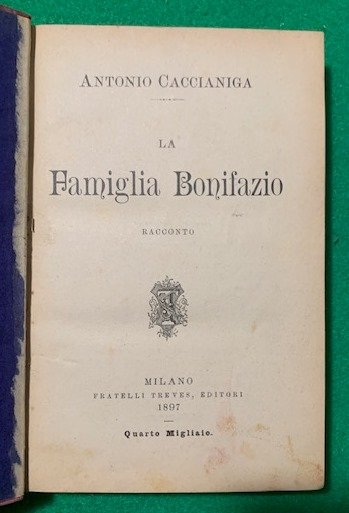 ANTONIO CACCIANIGA
LA
Famiglia Bonifazio
RACCONTO
MILANO
FRATELLI TREVES, EDITORI
1897
Quarto Migliaio.